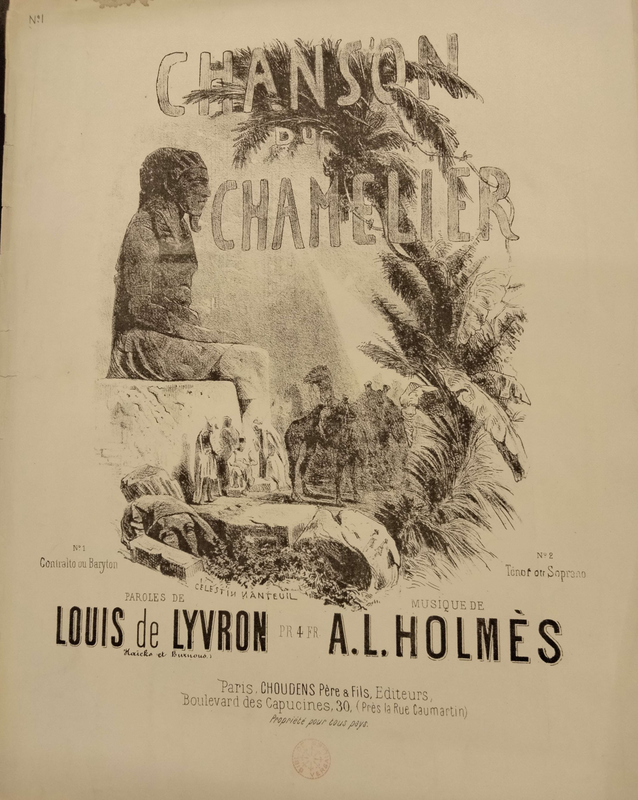 N°1
CHANSON
DU
CHAMELIER
N° 1
Contralto ou Baryton
N° 2
Ténor ou Soprano
CÉLESTIN NANTEUIL
PAROLES DE
MUSIQUE DE
LOUIS de LYVRON
PR 4 FR
A.L. HOLMÈS
Haicks et Burnous
Paris. CHOUDENS Père & Fils, Editeurs,
Boulevard des Capucines, 30, (Près la Rue Caumartin)
Propriété pour tous pays.